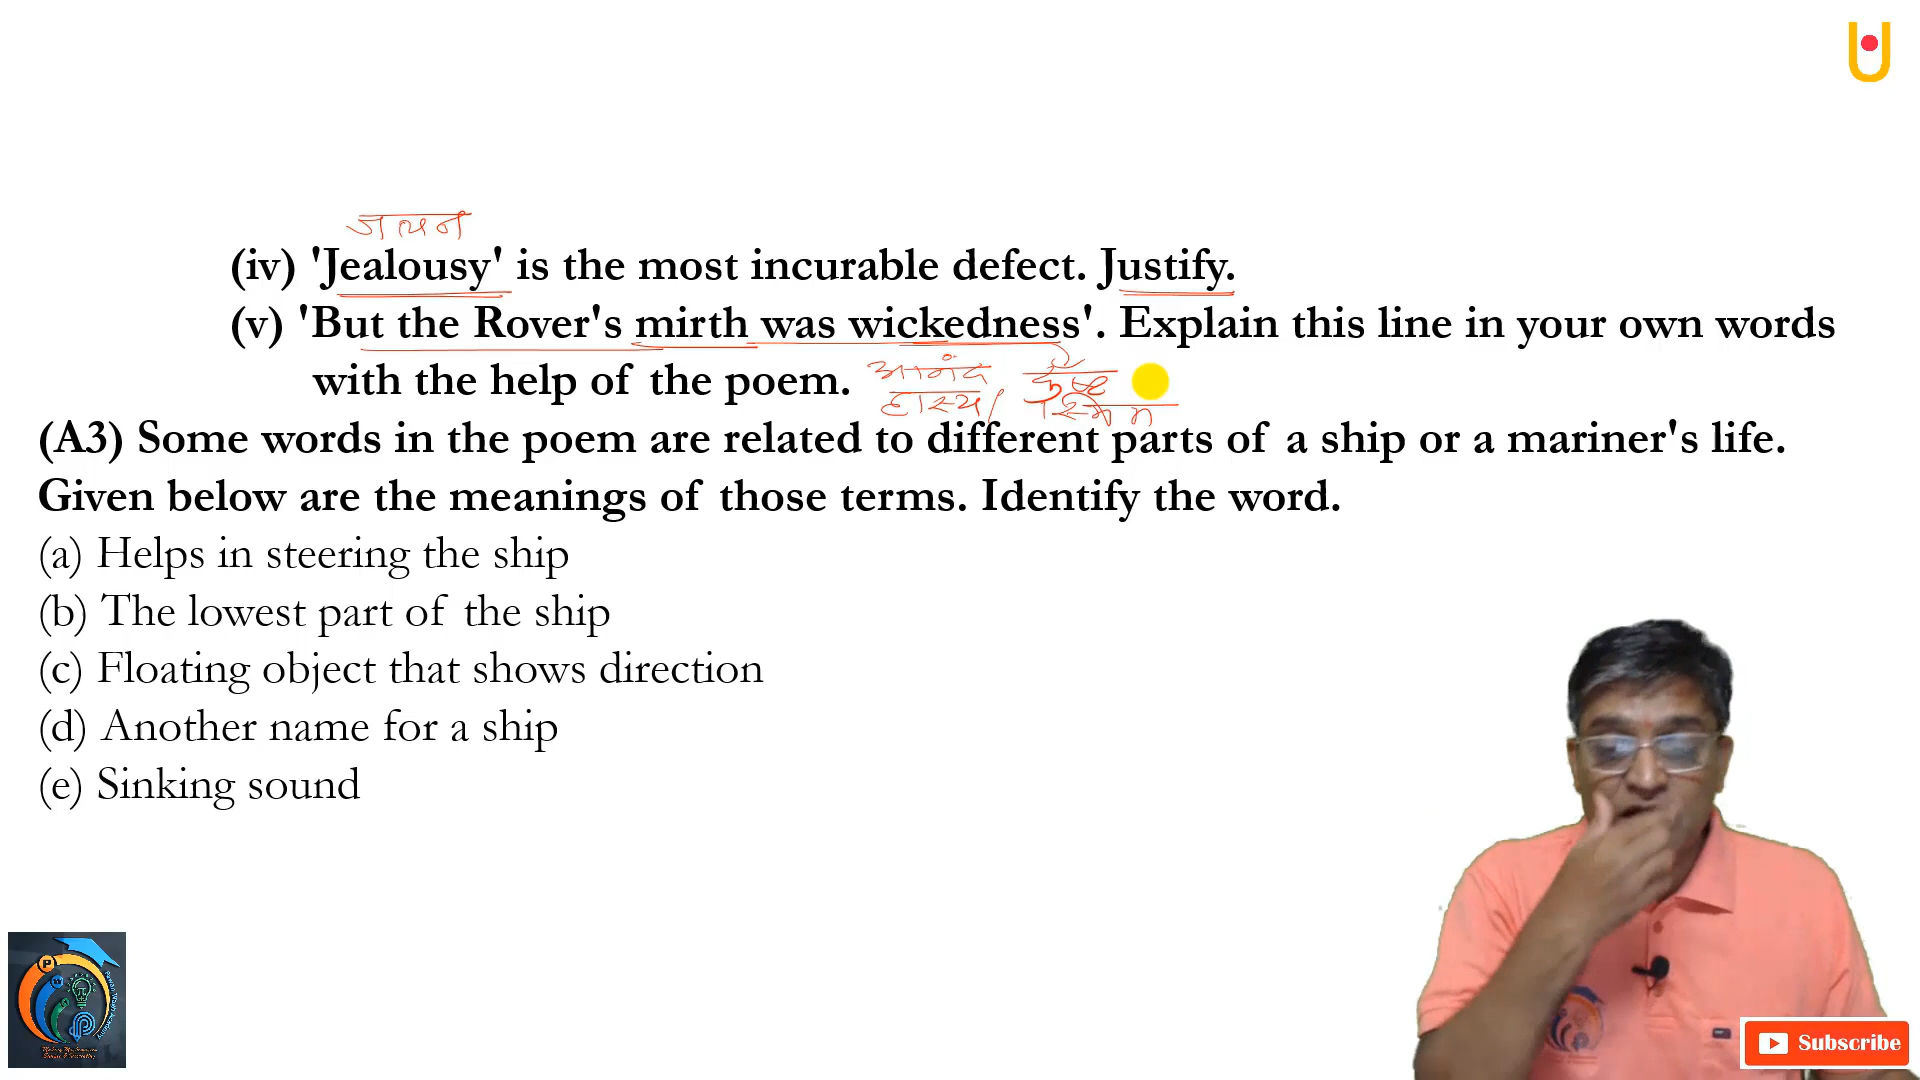 जलन
(iv) 'Jealousy' is the most incurable defect. Justify.
(v) 'But the Rover's mirth was wickedness'. Explain this line in your own words
with the help of the poem. आनंद
हास्य/
(A3) Some words in the poem are related to different parts of a ship or a mariner's life.
Given below are the meanings of those terms. Identify the word.
(a) Helps in steering the ship
(b) The lowest part of the ship
(c) Floating object that shows direction
(d) Another name for a ship
(e) Sinking sound
Subscribe